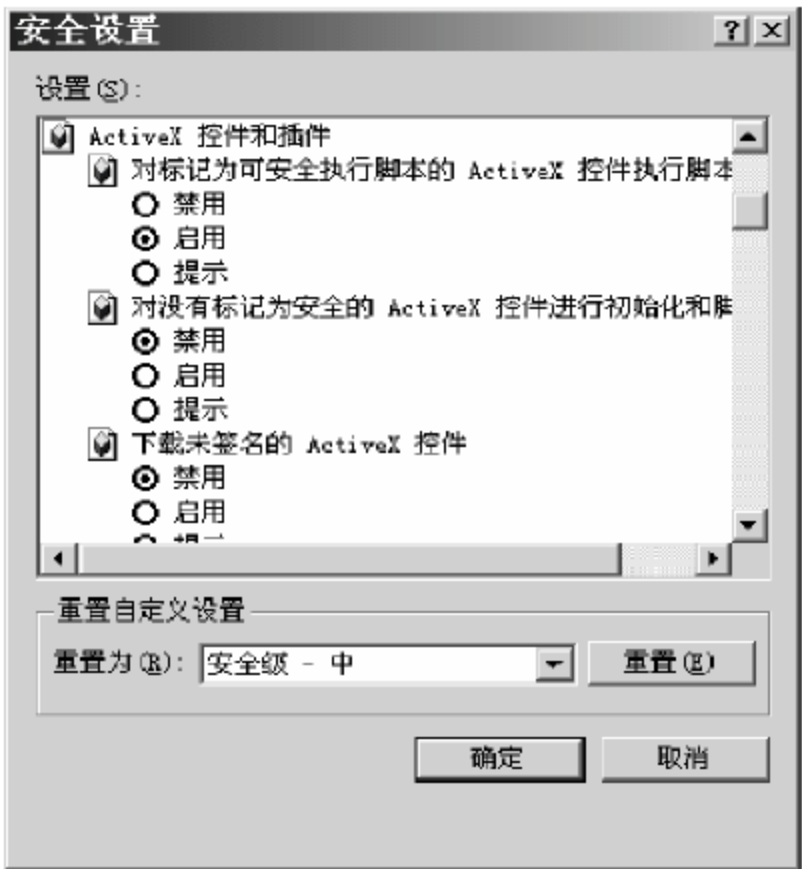 安全设置
设置(S):
ActiveX 控件和插件
对标记为可安全执行脚本的 ActiveX 控件执行脚本
禁用
启用
提示
对没有标记为安全的 ActiveX 控件进行初始化和
禁用
启用
提示
下载未签名的 ActiveX 控件
禁用
启用
重置自定义设置
重置为(R): 安全级 - 中 重置(E)
确定 取消